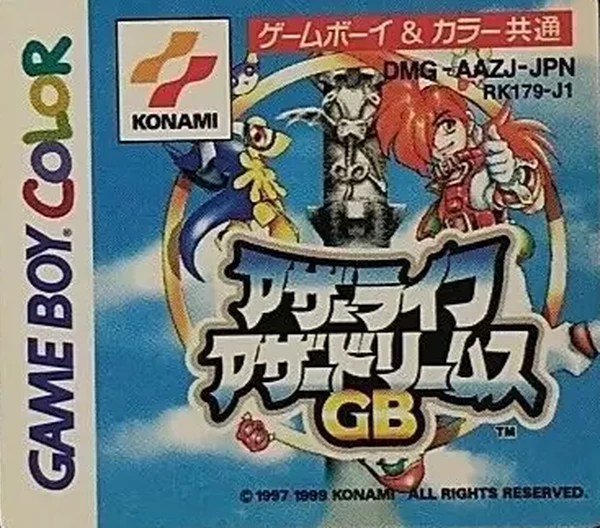 GAME BOY COLOR
KONAMI
ゲームボーイ & カラー共通
DMG-AAZJ-JPN
RK179-J1
アザーライフ
アザードリームス
GB
TM
© 1997 1999 KONAMI ALL RIGHTS RESERVED.